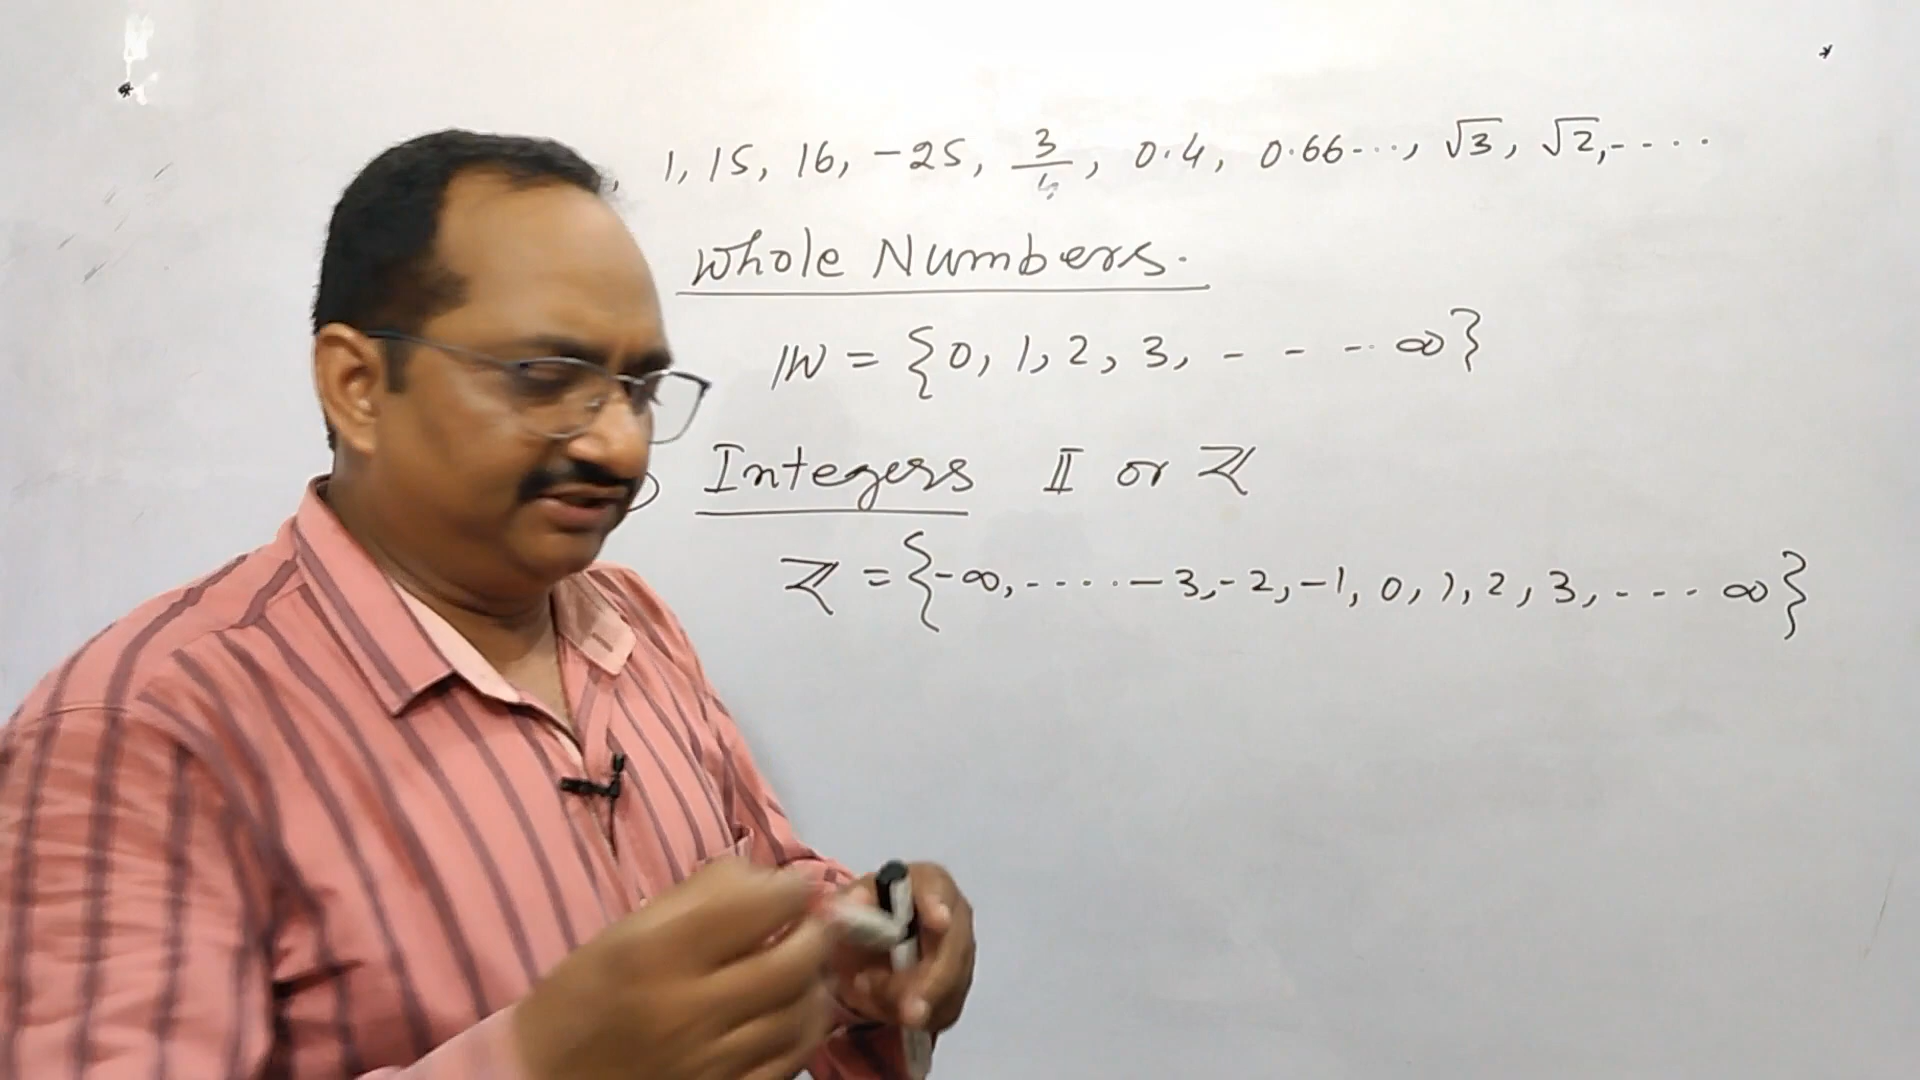 , 1, 15, 16, -25, 3/4, 0.4, 0.66..., √3, √2, - - - .
Whole Numbers.
W = {0, 1, 2, 3, - - - .. ∞}
) Integers I or Z
Z = {-∞, - - - . . -3, -2, -1, 0, 1, 2, 3, - - - ∞}